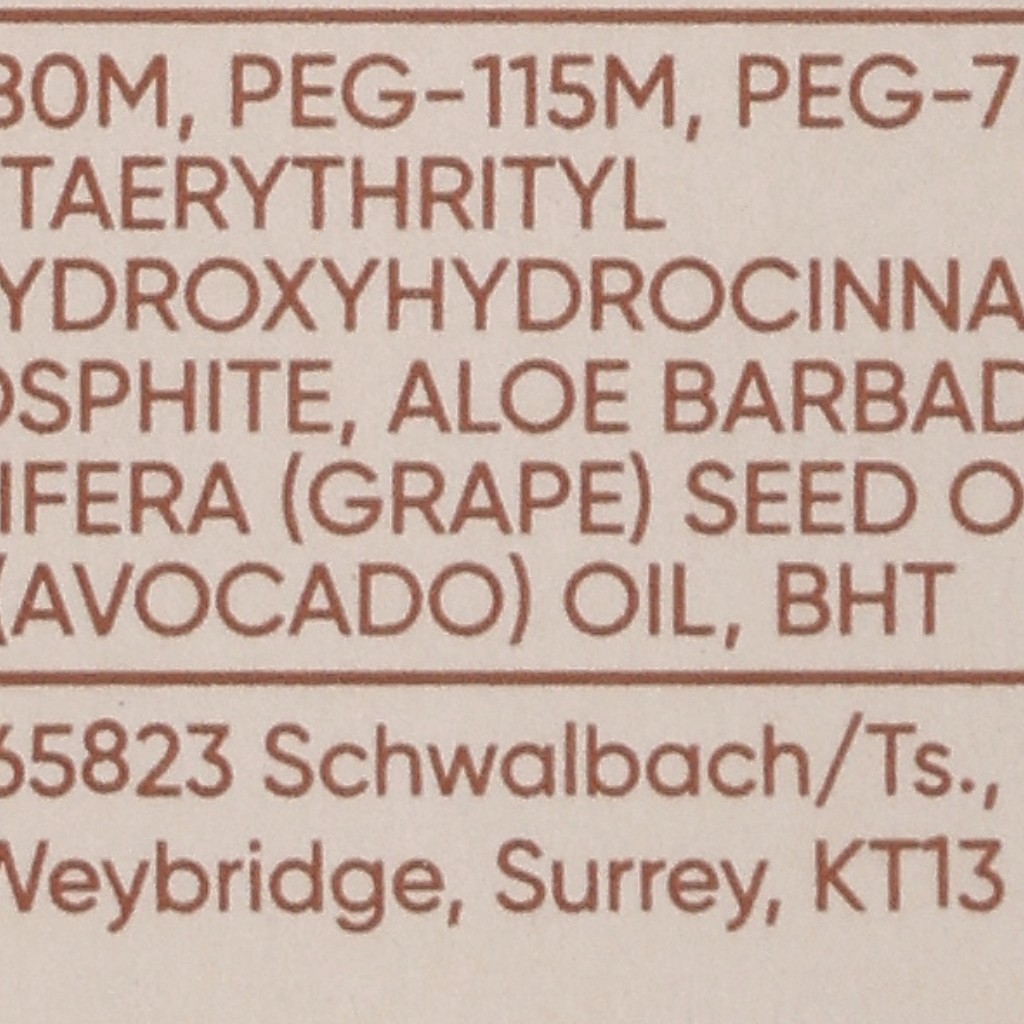 80M, PEG-115M, PEG-7
TAERYTHRITYL
YDROXYHYDROCINNA
OSPHITE, ALOE BARBAD
IFERA (GRAPE) SEED O
(AVOCADO) OIL, BHT
65823 Schwalbach/Ts.,
Weybridge, Surrey, KT13